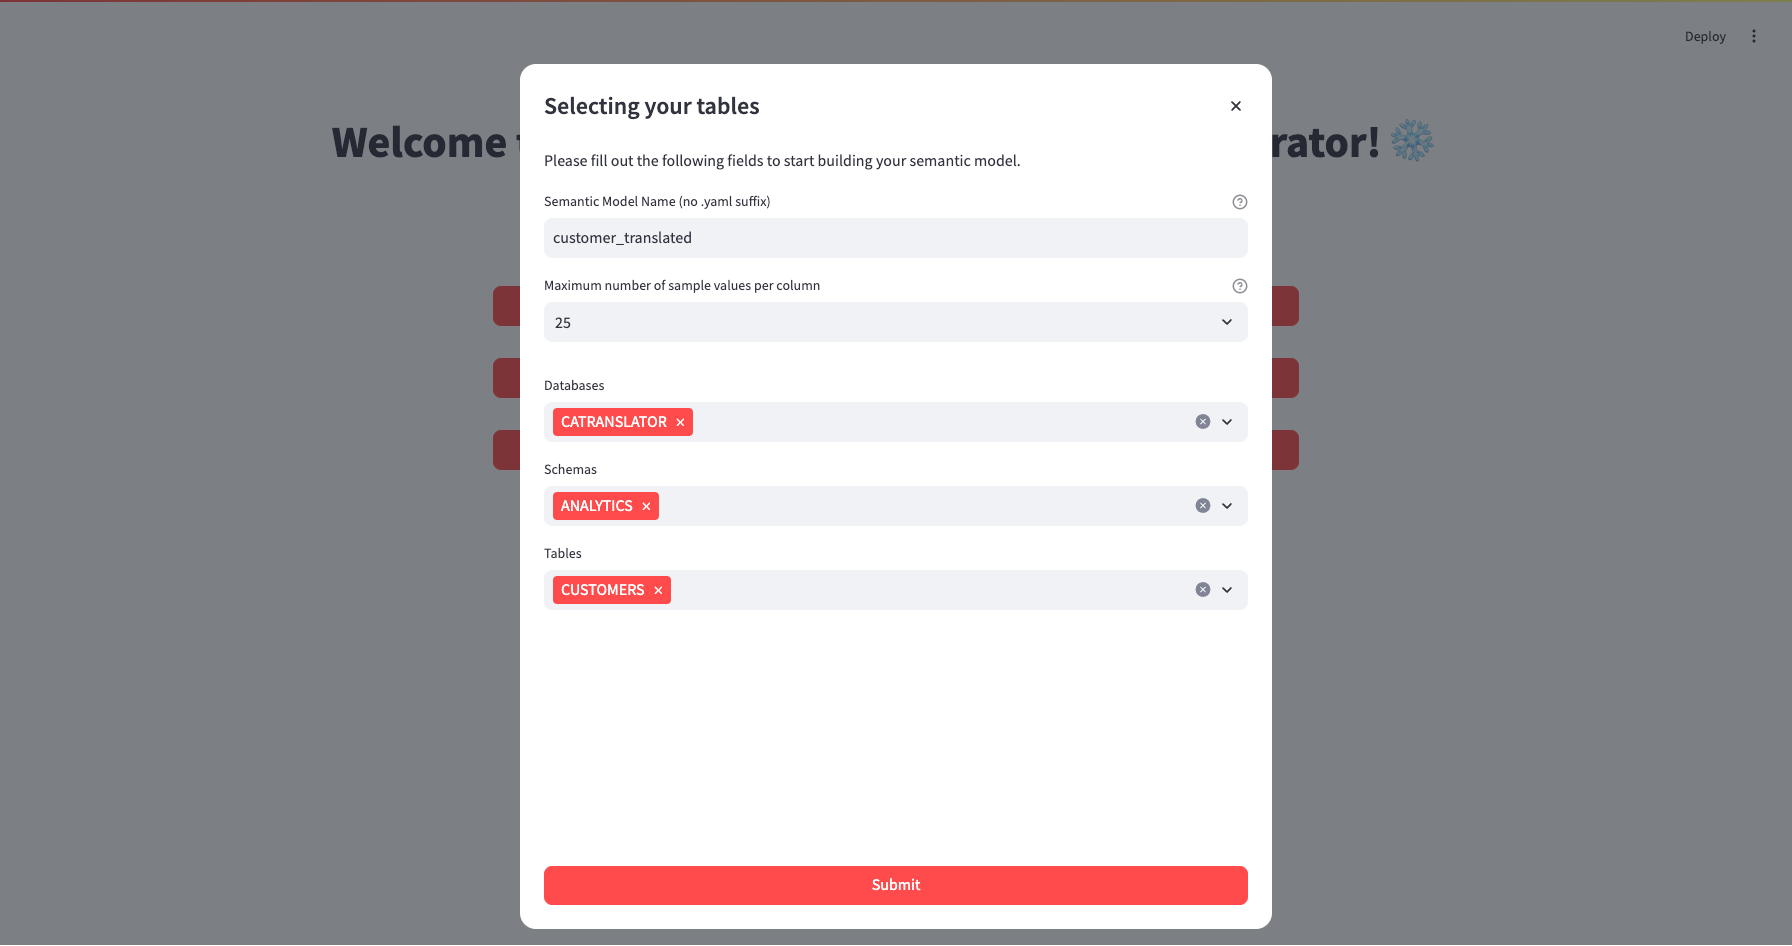 Deploy
Welcome
rator!
Selecting your tables
Please fill out the following fields to start building your semantic model.
Semantic Model Name (no .yaml suffix)
customer_translated
Maximum number of sample values per column
25
Databases
CATRANSLATOR
Schemas
ANALYTICS
Tables
CUSTOMERS
Submit